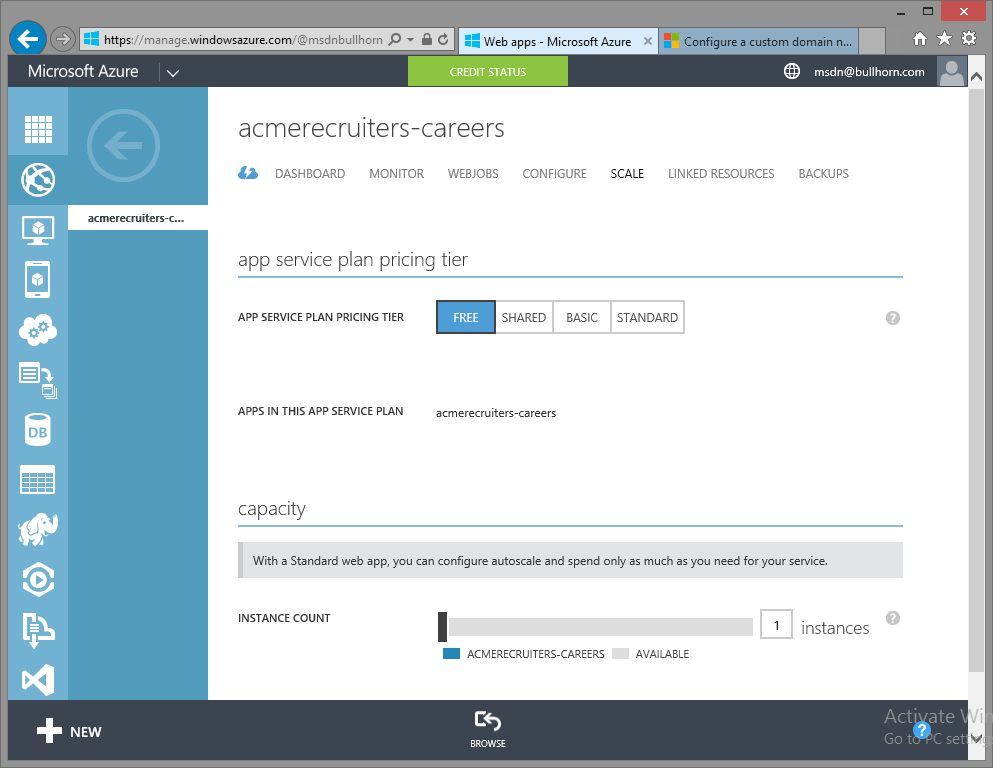 https://manage.windowsazure.com/@msdnbullhorn
Web apps - Microsoft Azure
Configure a custom domain n...
Microsoft Azure
CREDIT STATUS
msdn@bullhorn.com
acmerecruiters-c...
acmerecruiters-careers
DASHBOARD MONITOR WEBJOBS CONFIGURE SCALE LINKED RESOURCES BACKUPS
app service plan pricing tier
APP SERVICE PLAN PRICING TIER FREE SHARED BASIC STANDARD ?
APPS IN THIS APP SERVICE PLAN acmerecruiters-careers
capacity
With a Standard web app, you can configure autoscale and spend only as much as you need for your service.
INSTANCE COUNT 1 instances ?
ACMERECRUITERS-CAREERS AVAILABLE
DB
NEW
BROWSE
?
Activate Win
Go to PC settings